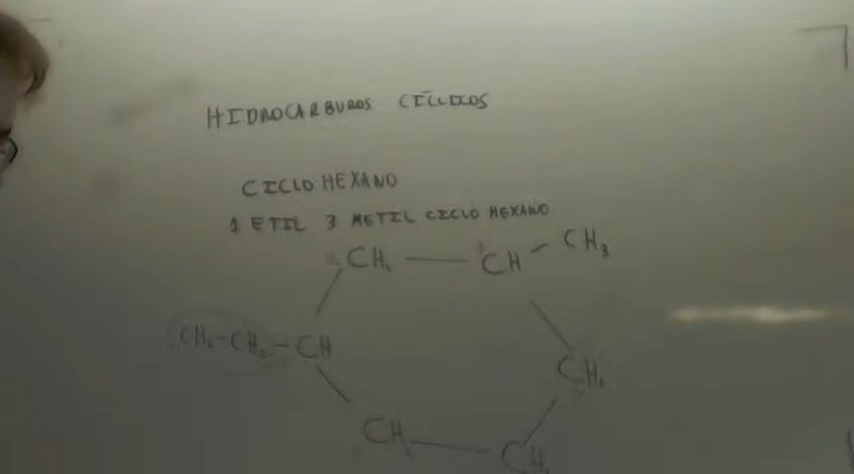 HIDROCARBUROS CÍCLICOS
CICLO HEXANO
1 ETIL 3 METIL CICLO HEXANO
CH₂ — CH — CH₃
CH₃-CH₂-CH
CH₂
CH₂ — CH₂